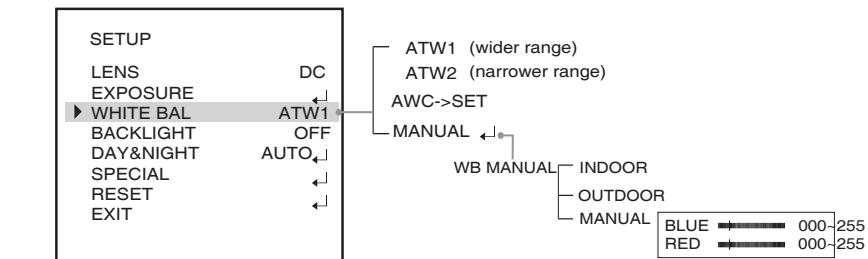 SETUP
LENS DC
EXPOSURE ↲
WHITE BAL ATW1
BACKLIGHT OFF
DAY&NIGHT AUTO↲
SPECIAL ↲
RESET ↲
EXIT
ATW1 (wider range)
ATW2 (narrower range)
AWC->SET
MANUAL ↲
WB MANUAL
INDOOR
OUTDOOR
MANUAL
BLUE 000~255
RED 000~255